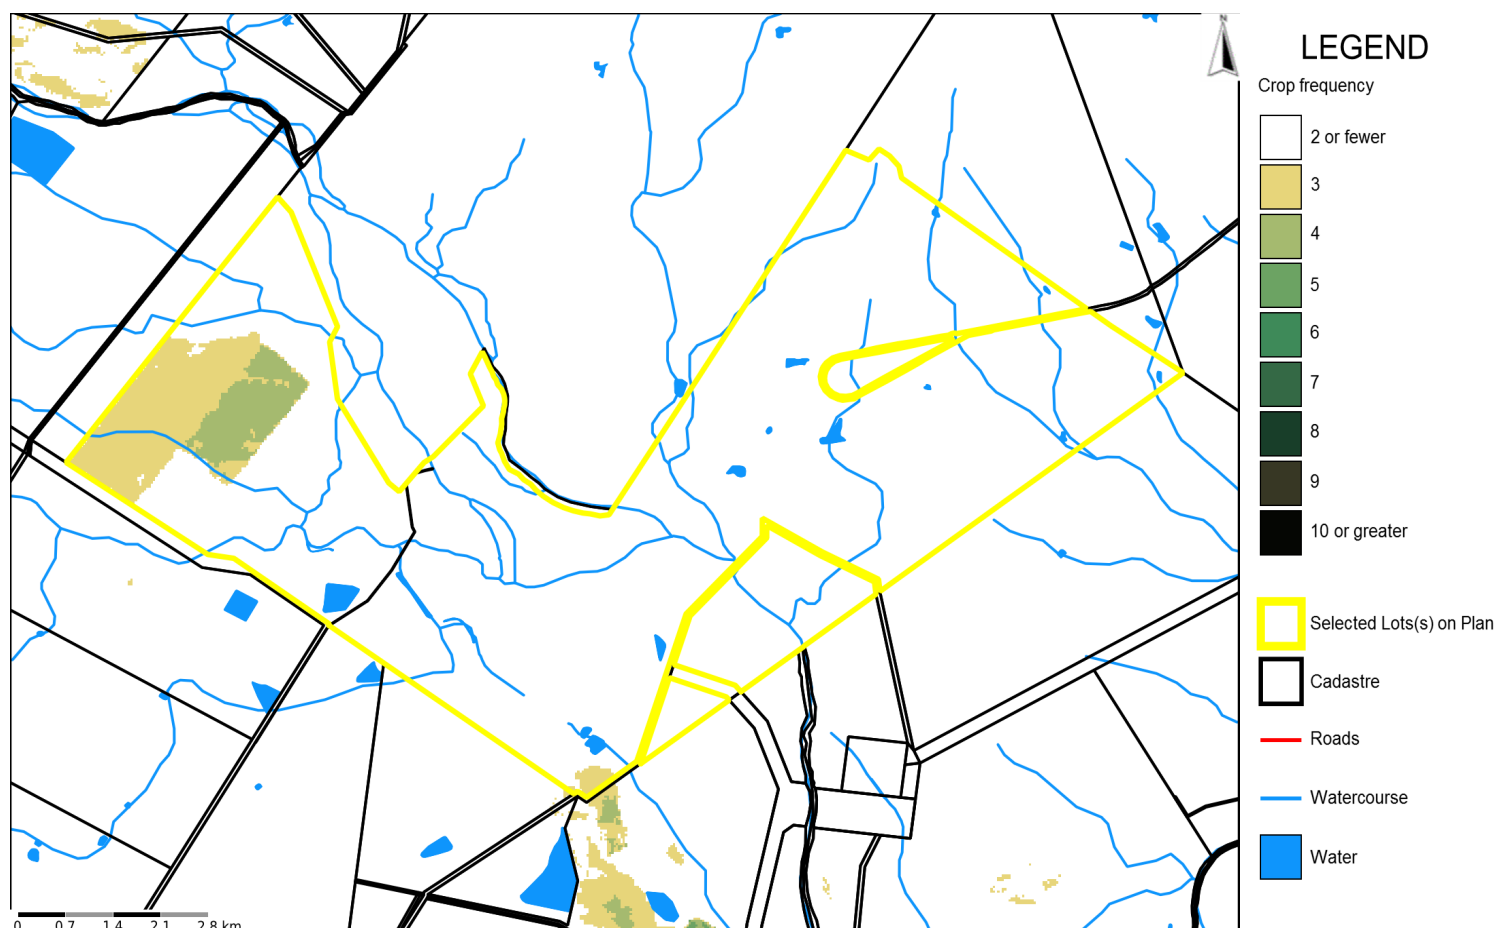 N
LEGEND
Crop frequency
2 or fewer
3
4
5
6
7
8
9
10 or greater
Selected Lots(s) on Plan
Cadastre
Roads
Watercourse
Water
0 0.7 1.4 2.1 2.8 km